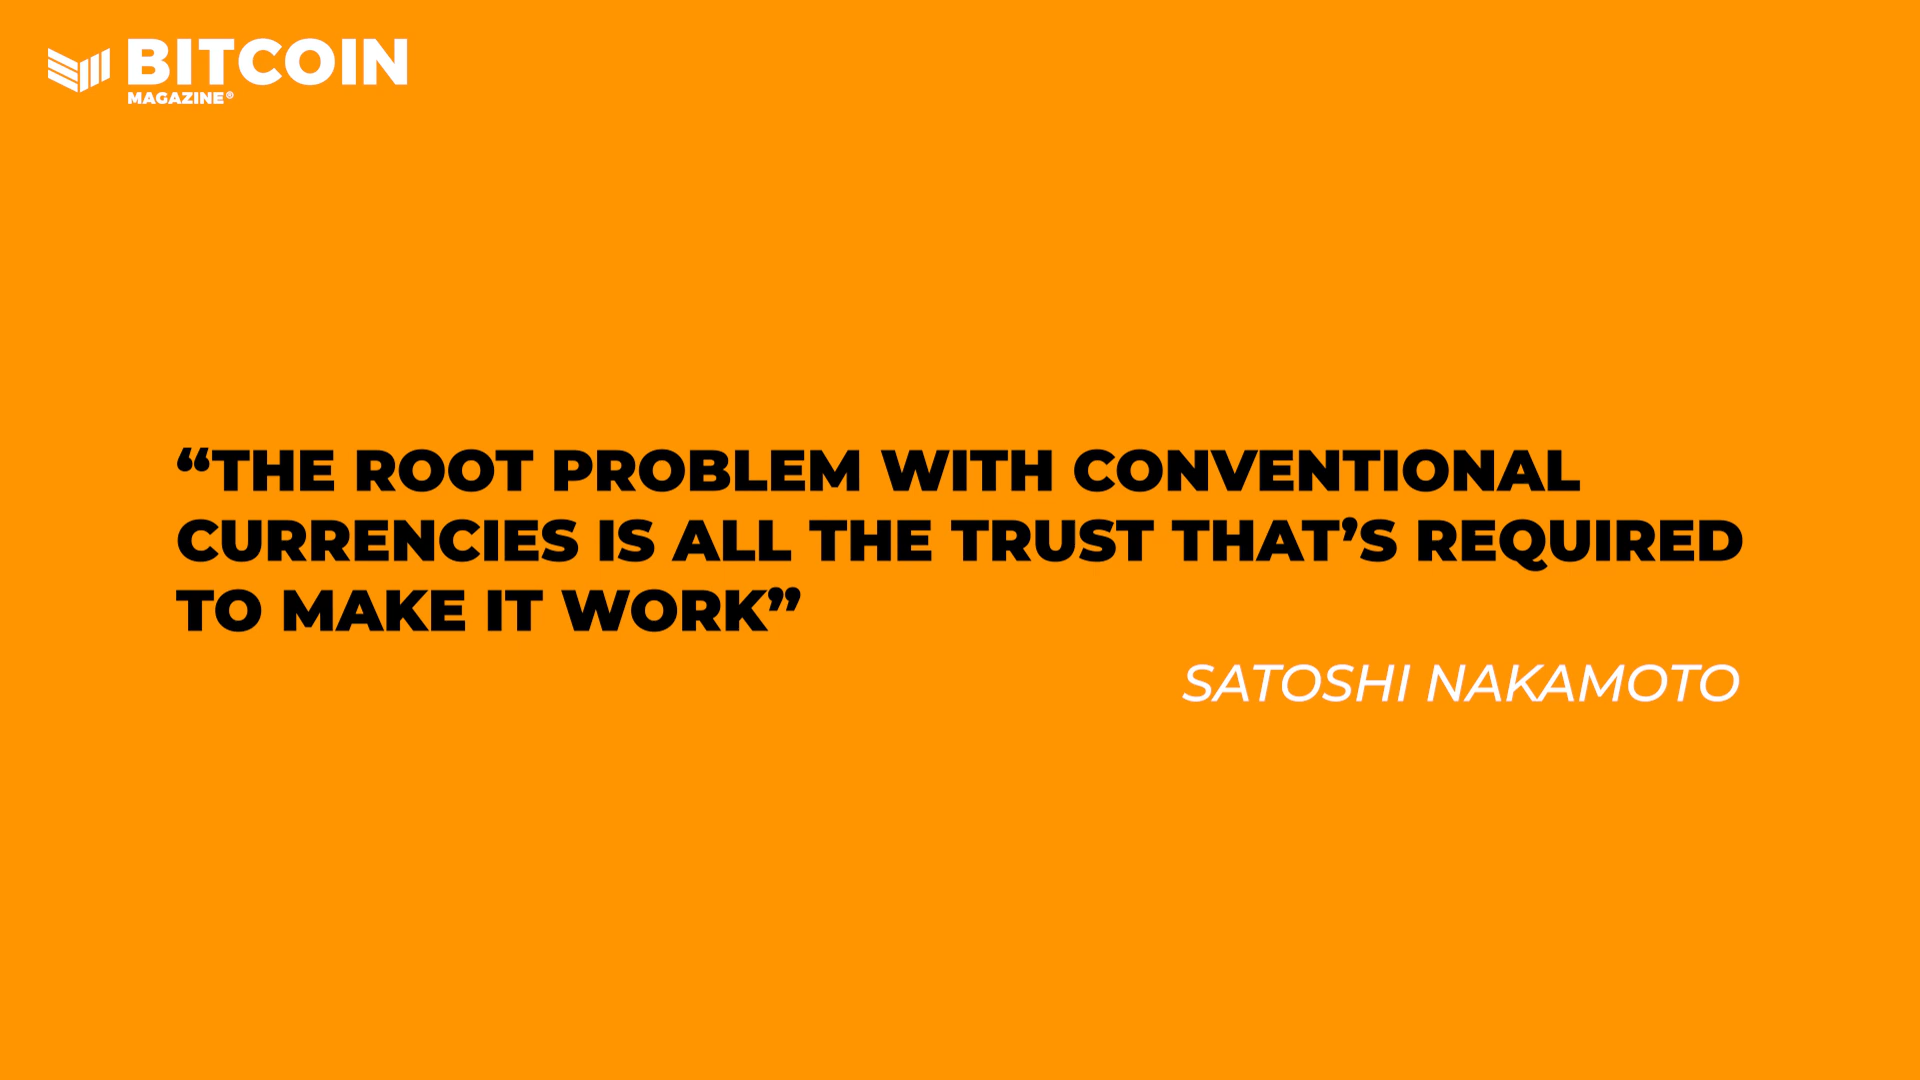 BITCOIN
MAGAZINE®
“THE ROOT PROBLEM WITH CONVENTIONAL
CURRENCIES IS ALL THE TRUST THAT’S REQUIRED
TO MAKE IT WORK”
SATOSHI NAKAMOTO